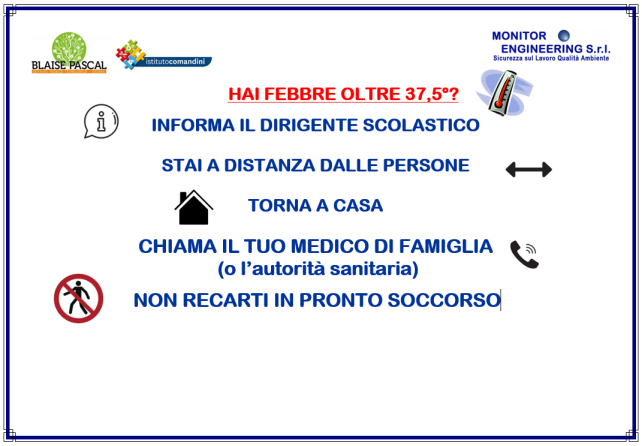 BLAISE PASCAL
istitutocomandini
MONITOR
ENGINEERING S.r.l.
Sicurezza sul Lavoro Qualità Ambiente
HAI FEBBRE OLTRE 37,5°?
INFORMA IL DIRIGENTE SCOLASTICO
STAI A DISTANZA DALLE PERSONE
TORNA A CASA
CHIAMA IL TUO MEDICO DI FAMIGLIA
(o l'autorità sanitaria)
NON RECARTI IN PRONTO SOCCORSO